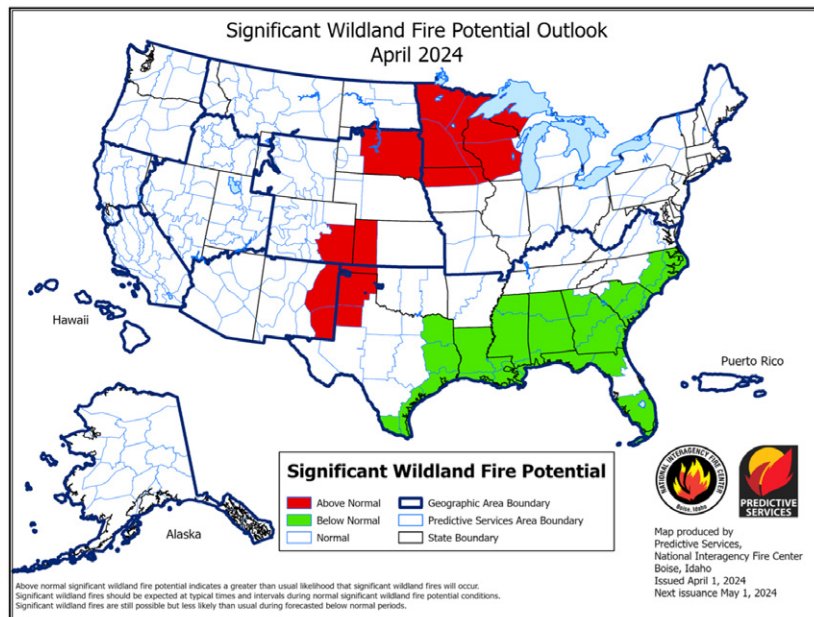 Significant Wildland Fire Potential Outlook
April 2024
Hawaii
Puerto Rico
Alaska
Significant Wildland Fire Potential
Above Normal
Below Normal
Normal
Geographic Area Boundary
Predictive Services Area Boundary
State Boundary
NATIONAL INTERAGENCY FIRE CENTER
Boise, Idaho
PREDICTIVE
SERVICES
Map produced by
Predictive Services,
National Interagency Fire Center
Boise, Idaho
Issued April 1, 2024
Next issuance May 1, 2024
Above normal significant wildland fire potential indicates a greater than usual likelihood that significant wildland fires will occur.
Significant wildland fires should be expected at typical times and intervals during normal significant wildland fire potential conditions.
Significant wildland fires are still possible but less likely than usual during forecasted below normal periods.